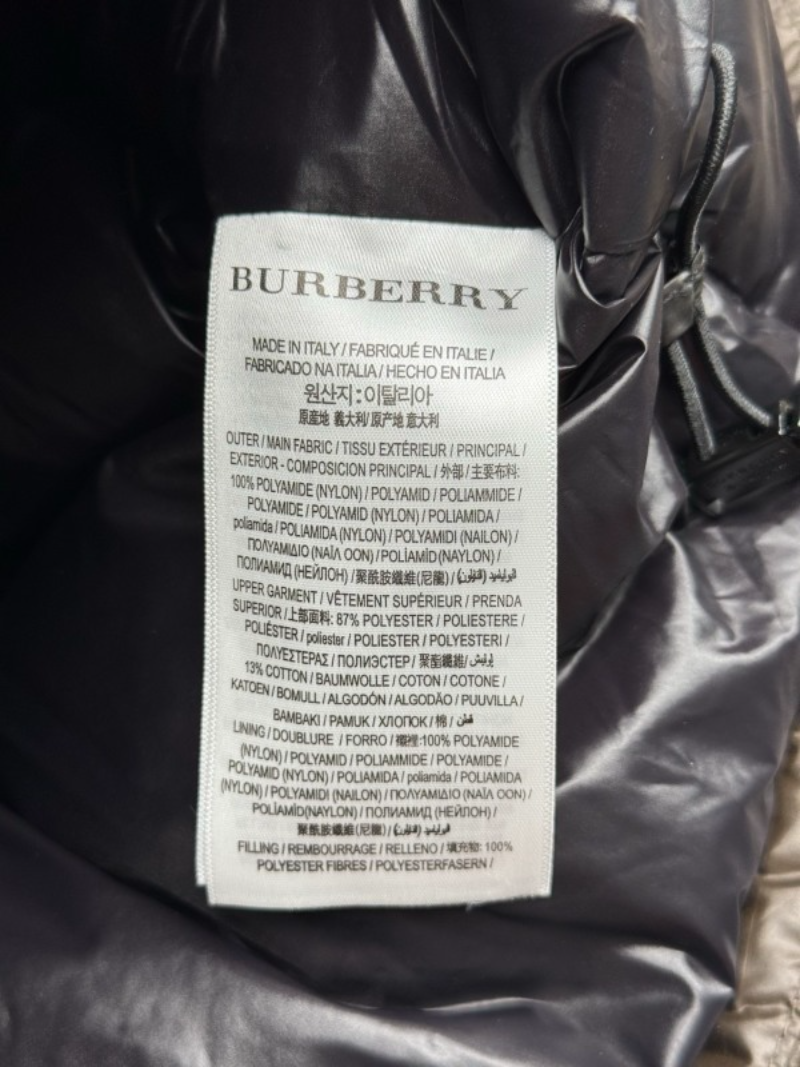 BURBERRY
MADE IN ITALY / FABRIQUÉ EN ITALIE /
FABRICADO NA ITALIA / HECHO EN ITALIA
원산지 : 이탈리아
原産地 義大利/ 原产地 意大利
OUTER / MAIN FABRIC / TISSU EXTÉRIEUR / PRINCIPAL /
EXTERIOR - COMPOSICION PRINCIPAL / 外部 / 主要布料:
100% POLYAMIDE (NYLON) / POLYAMID / POLIAMMIDE /
POLYAMIDE / POLYAMID (NYLON) / POLIAMIDA /
poliamida / POLIAMIDA (NYLON) / POLYAMIDI (NAILON) /
ΠΟΛΥΑΜΙΔΙΟ (ΝΑΪΛ ΟΟΝ) / POLİAMİD(NAYLON) /
ПОЛИАМИД (НЕЙЛОН) /聚酰胺纖維(尼龍) /
UPPER GARMENT / VÊTEMENT SUPÉRIEUR / PRENDA
SUPERIOR /上部面料: 87% POLYESTER / POLIESTERE /
POLIÉSTER / poliester / POLIESTER / POLYESTERI /
ΠΟΛΥΕΣΤΕΡΑΣ / ПОЛИЭСТЕР / 聚酯纖維/
13% COTTON / BAUMWOLLE / COTON / COTONE /
KATOEN / BOMULL / ALGODÓN / ALGODÃO / PUUVILLA /
BAMBAKI / PAMUK / ХЛОПОК / 棉 / قطن
LINING / DOUBLURE / FORRO / 襯裡:100% POLYAMIDE
(NYLON) / POLYAMID / POLIAMMIDE / POLYAMIDE /
POLYAMID (NYLON) / POLIAMIDA / poliamida / POLIAMIDA
(NYLON) / POLYAMIDI (NAILON) / ΠΟΛΥΑΜΙΔΙΟ (ΝΑΪΛ ΟΟΝ) /
POLİAMİD(NAYLON) / ПОЛИАМИД (НЕЙЛОН) /
聚酰胺纖維(尼龍) /
FILLING / REMBOURRAGE / RELLENO / 填充物: 100%
POLYESTER FIBRES / POLYESTERFASERN /